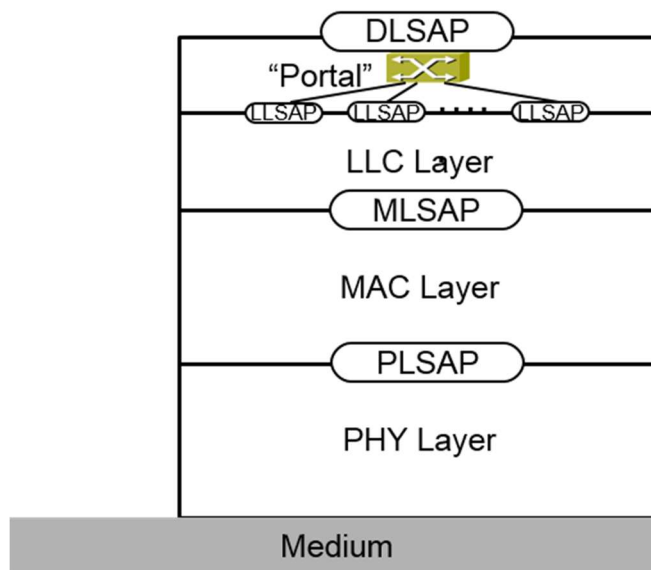 DLSAP
“Portal”
LLSAP LLSAP ..... LLSAP
LLC Layer
MLSAP
MAC Layer
PLSAP
PHY Layer
Medium